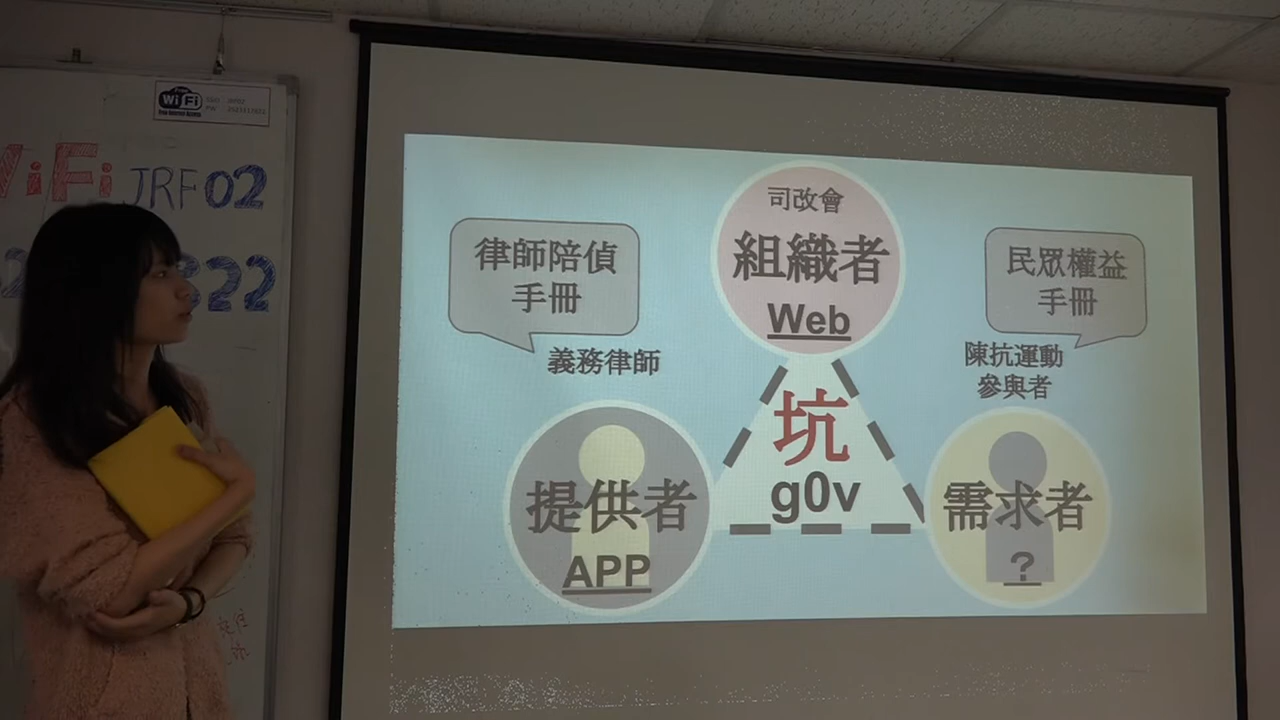 Free
WiFi
WiFi JRF02
822
司改會
組織者
Web
律師陪偵
手冊
民眾權益
手冊
義務律師
陳抗運動
參與者
坑
g0v
提供者
APP
需求者
?